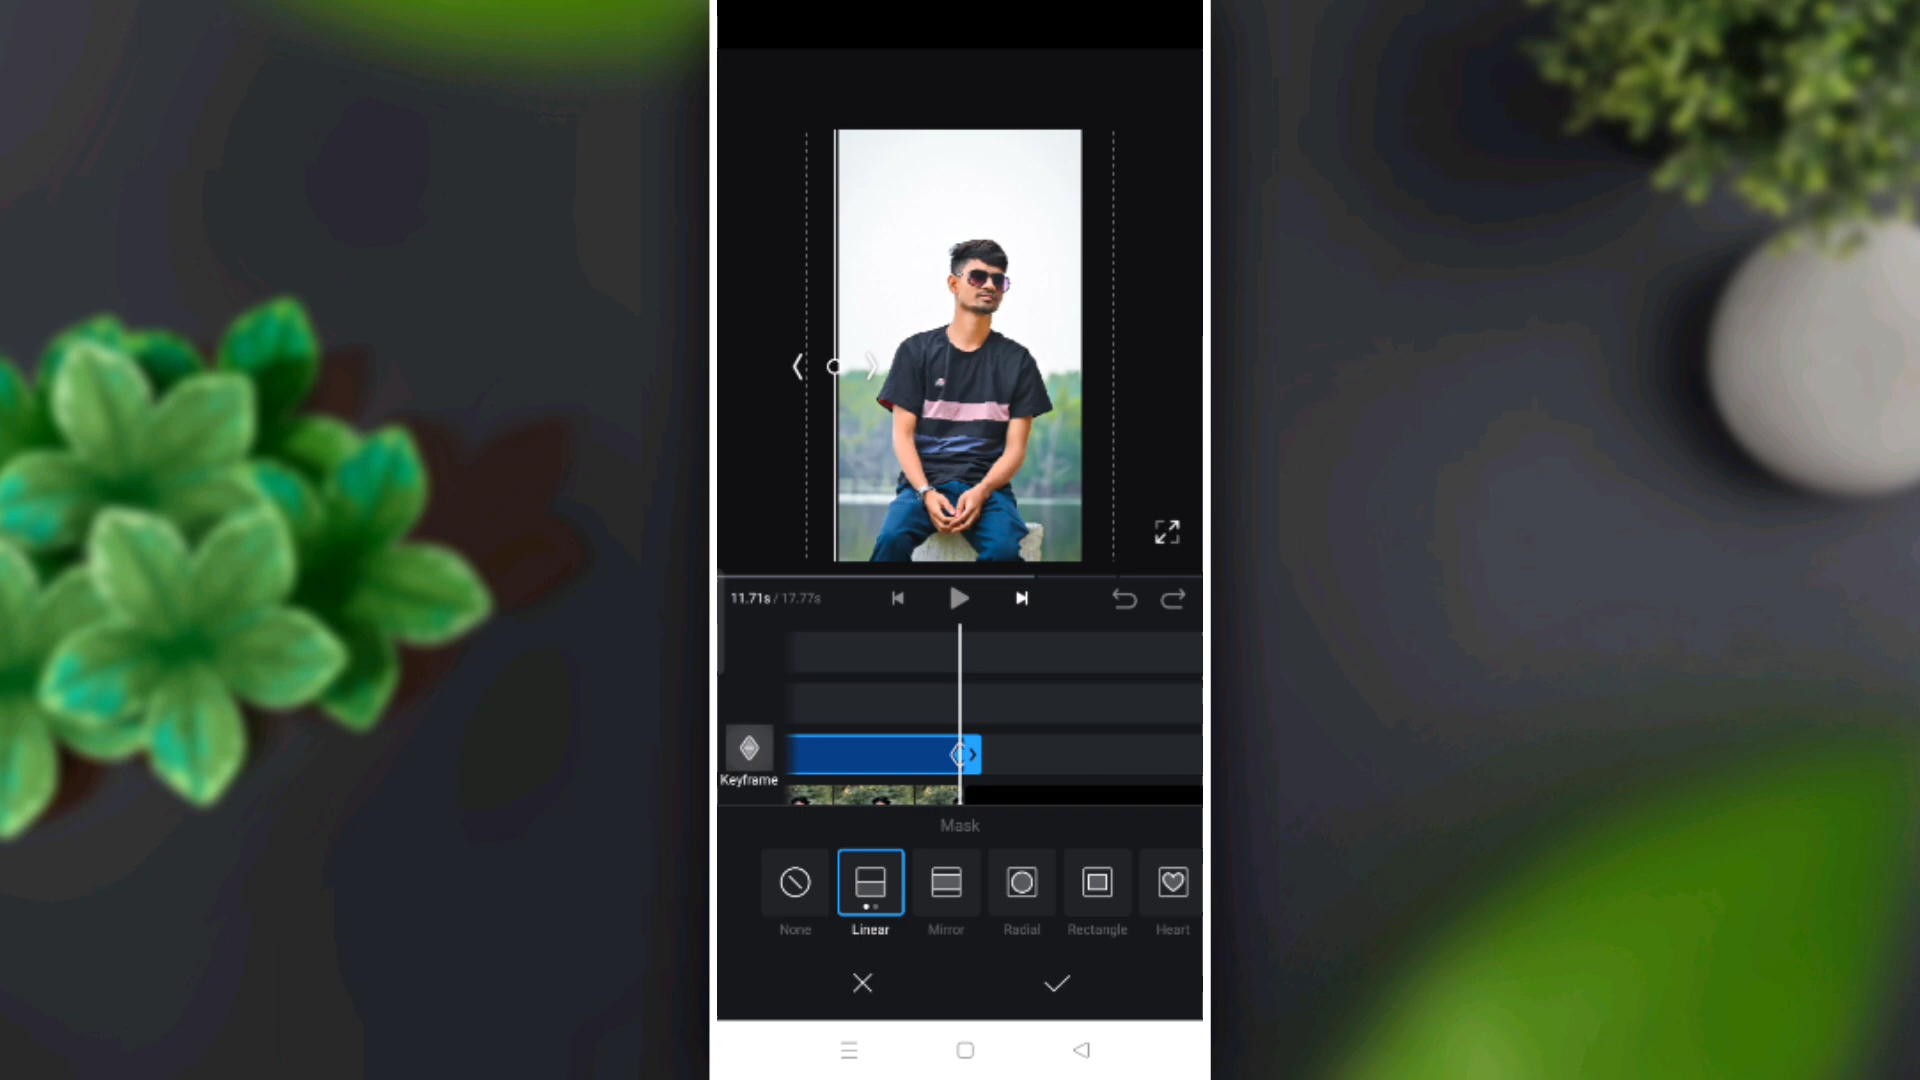 11.71s / 17.77s
Keyframe
Mask
None
Linear
Mirror
Radial
Rectangle
Heart